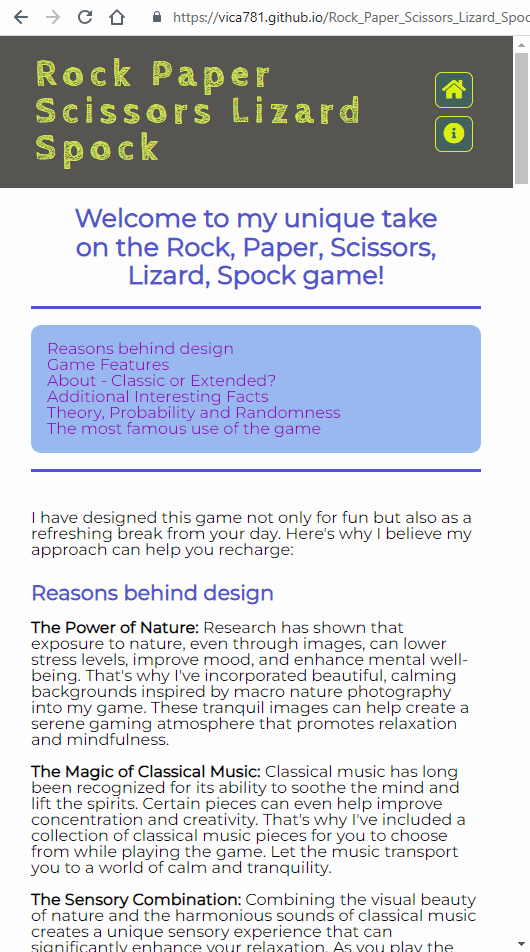 https://vica781.github.io/Rock_Paper_Scissors_Lizard_Spoc
Rock Paper
Scissors Lizard
Spock
Welcome to my unique take
on the Rock, Paper, Scissors,
Lizard, Spock game!
Reasons behind design
Game Features
About - Classic or Extended?
Additional Interesting Facts
Theory, Probability and Randomness
The most famous use of the game
I have designed this game not only for fun but also as a
refreshing break from your day. Here's why I believe my
approach can help you recharge:
Reasons behind design
The Power of Nature: Research has shown that
exposure to nature, even through images, can lower
stress levels, improve mood, and enhance mental well-
being. That's why I've incorporated beautiful, calming
backgrounds inspired by macro nature photography
into my game. These tranquil images can help create a
serene gaming atmosphere that promotes relaxation
and mindfulness.
The Magic of Classical Music: Classical music has long
been recognized for its ability to soothe the mind and
lift the spirits. Certain pieces can even help improve
concentration and creativity. That's why I've included a
collection of classical music pieces for you to choose
from while playing the game. Let the music transport
you to a world of calm and tranquility.
The Sensory Combination: Combining the visual beauty
of nature and the harmonious sounds of classical music
creates a unique sensory experience that can
significantly enhance your relaxation. As you play the